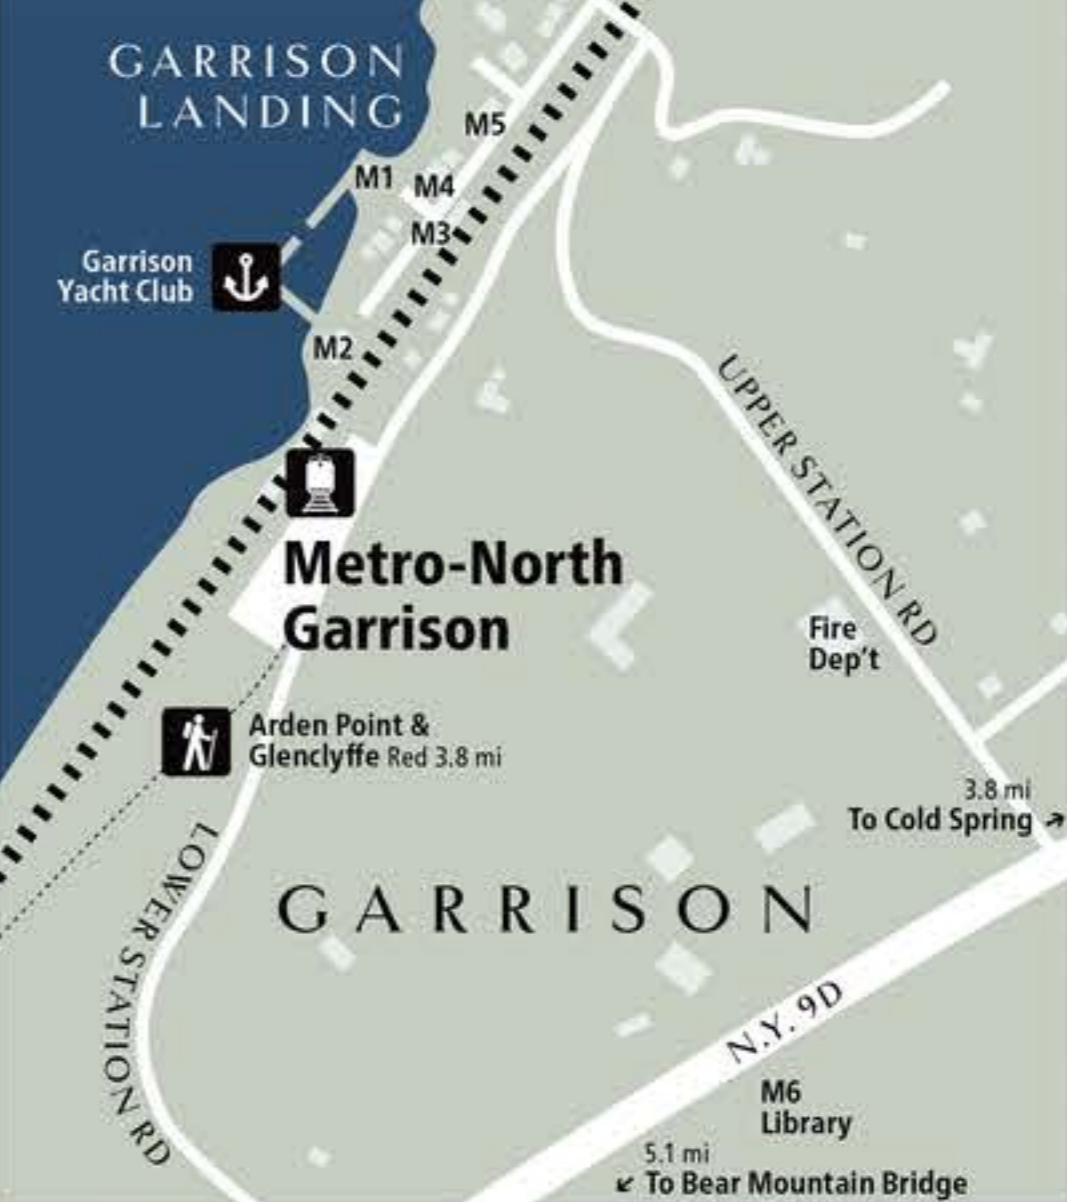 GARRISON
LANDING
M5
M1
M4
M3
Garrison
Yacht Club
M2
UPPER STATION RD
Metro-North
Garrison
Fire
Dep't
Arden Point &
Glenclyffe Red 3.8 mi
3.8 mi
To Cold Spring ↗
LOWER STATION RD
GARRISON
N.Y. 9D
M6
Library
5.1 mi
↙ To Bear Mountain Bridge